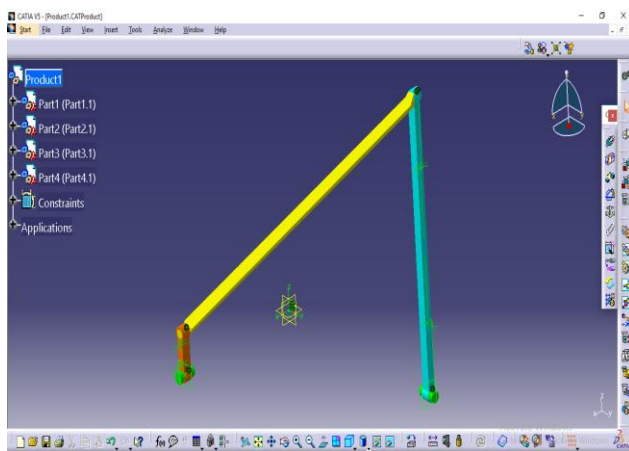 CATIA V5 - [Product1.CATProduct]
Start File Edit View Insert Tools Analyze Window Help
Product1
Part1 (Part1.1)
Part2 (Part2.1)
Part3 (Part3.1)
Part4 (Part4.1)
Constraints
Applications